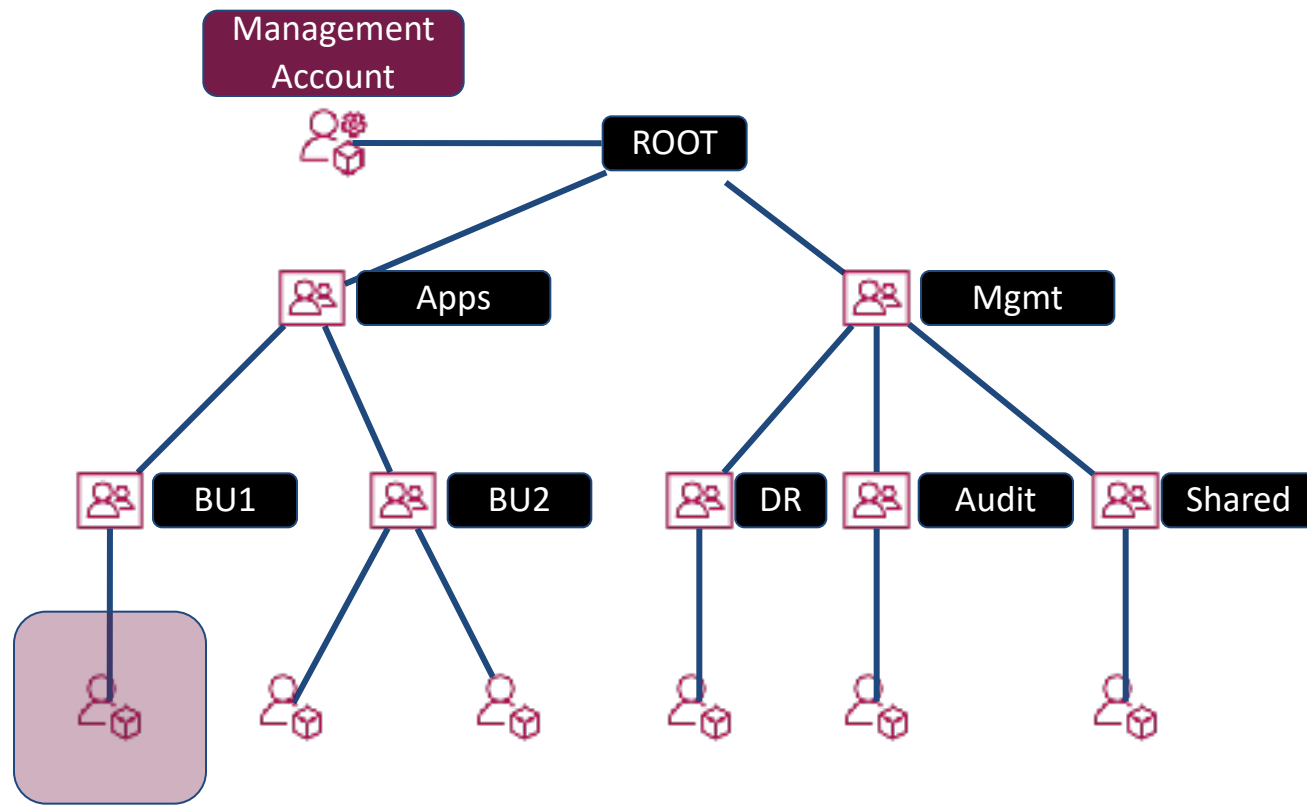 Management
Account
ROOT
Apps
Mgmt
BU1
BU2
DR
Audit
Shared